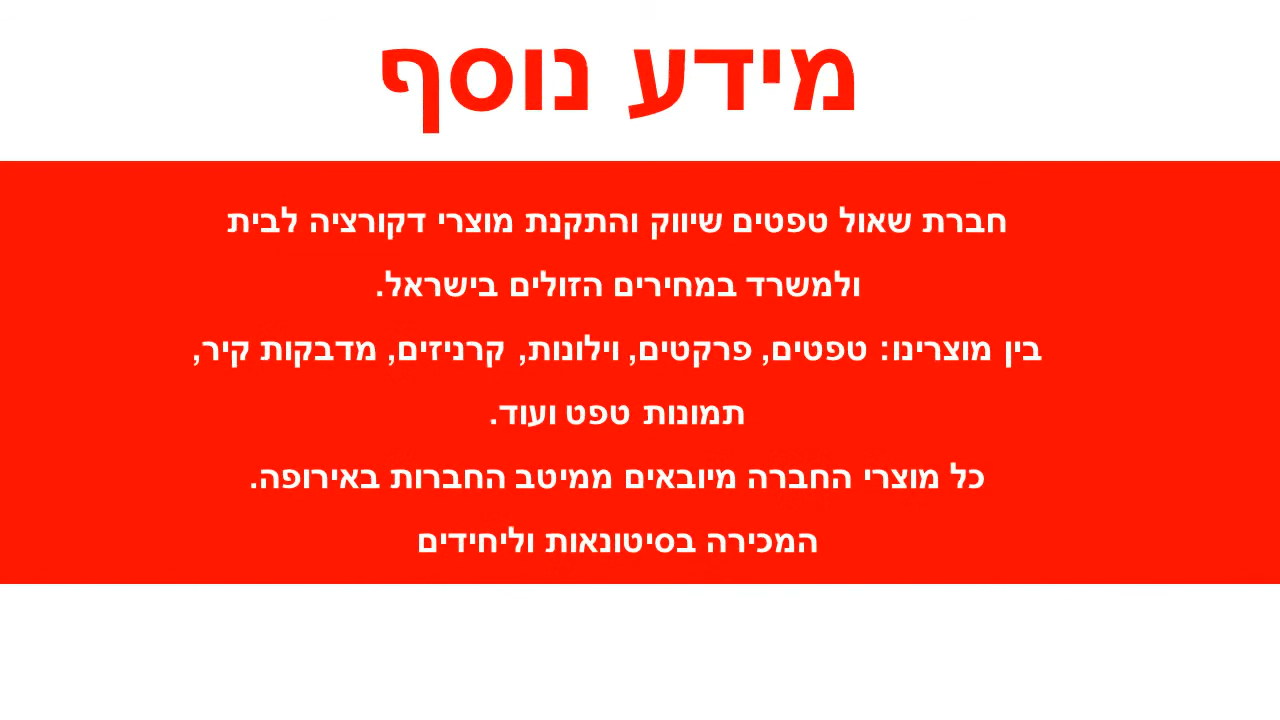 מידע נוסף
חברת שאול טפטים שיווק והתקנת מוצרי דקורציה לבית
ולמשרד במחירים הזולים בישראל.
בין מוצרינו: טפטים, פרקטים, וילונות, קרניזים, מדבקות קיר,
תמונות טפט ועוד.
כל מוצרי החברה מיובאים ממיטב החברות באירופה.
המכירה בסיטונאות וליחידים